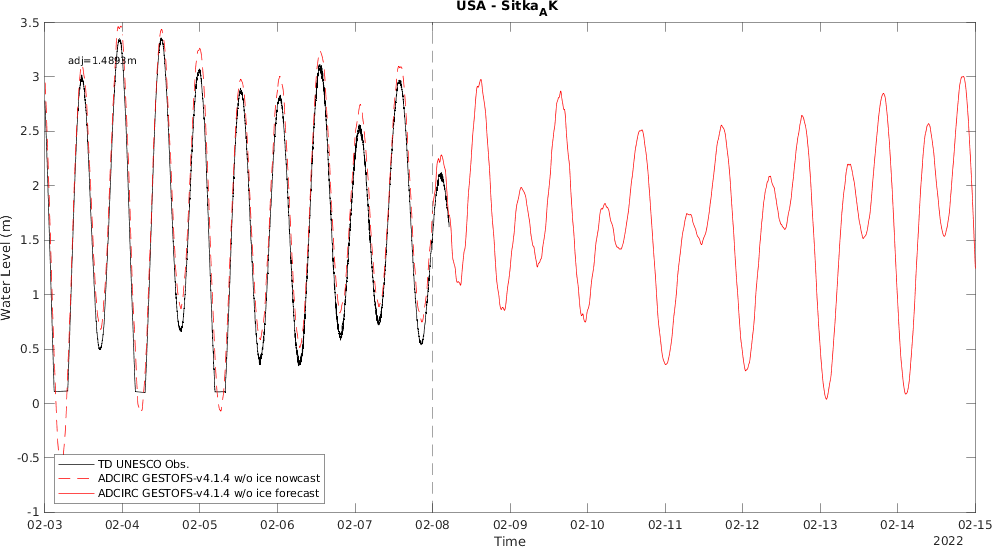 USA - Sitka_AK
3.5
adj=1.4893m
3
2.5
2
1.5
1
0.5
0
-0.5
-1
Water Level (m)
TD UNESCO Obs.
ADCIRC GESTOFS-v4.1.4 w/o ice nowcast
ADCIRC GESTOFS-v4.1.4 w/o ice forecast
02-03 02-04 02-05 02-06 02-07 02-08 02-09 02-10 02-11 02-12 02-13 02-14 02-15
Time
2022